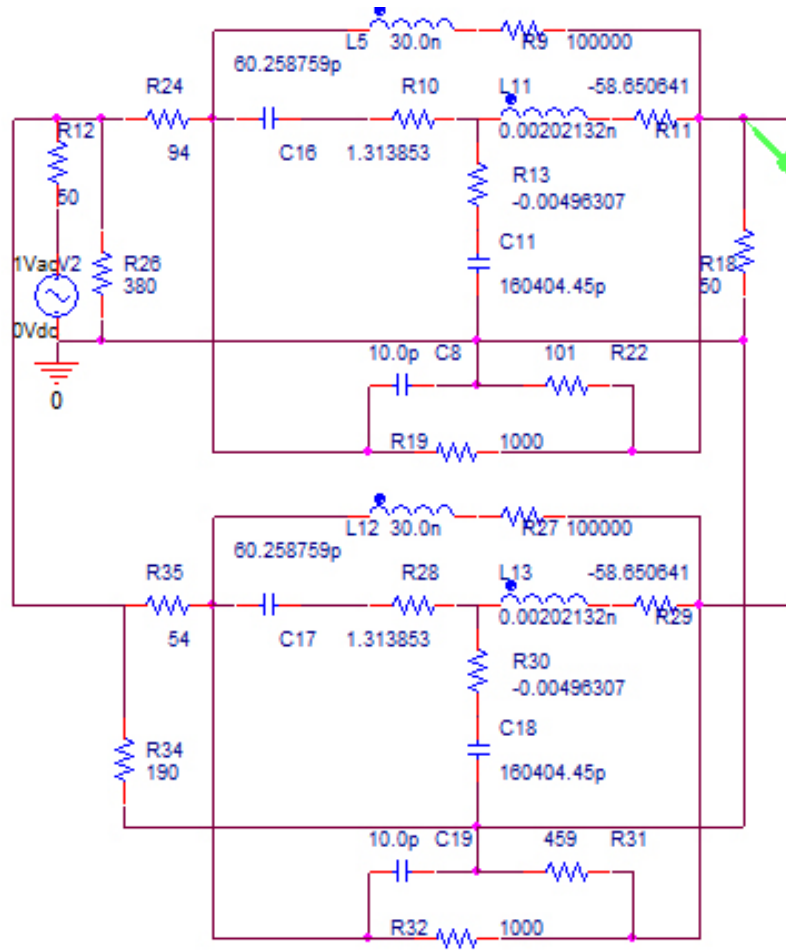 L5 30.0n R9 100000
60.258759p
R24 R10 L11 -58.650641
R12 0.00202132n R11
94 C16 1.313853
R13
-0.00496307
50
C11
1Vac V2 R26 R18
380 160404.45p 50
0Vdc
10.0p C8 101 R22
0
R19 1000
L12 30.0n R27 100000
60.258759p
R35 R28 L13 -58.650641
0.00202132n R29
54 C17 1.313853
R30
-0.00496307
C18
R34
190 160404.45p
10.0p C19 459 R31
R32 1000